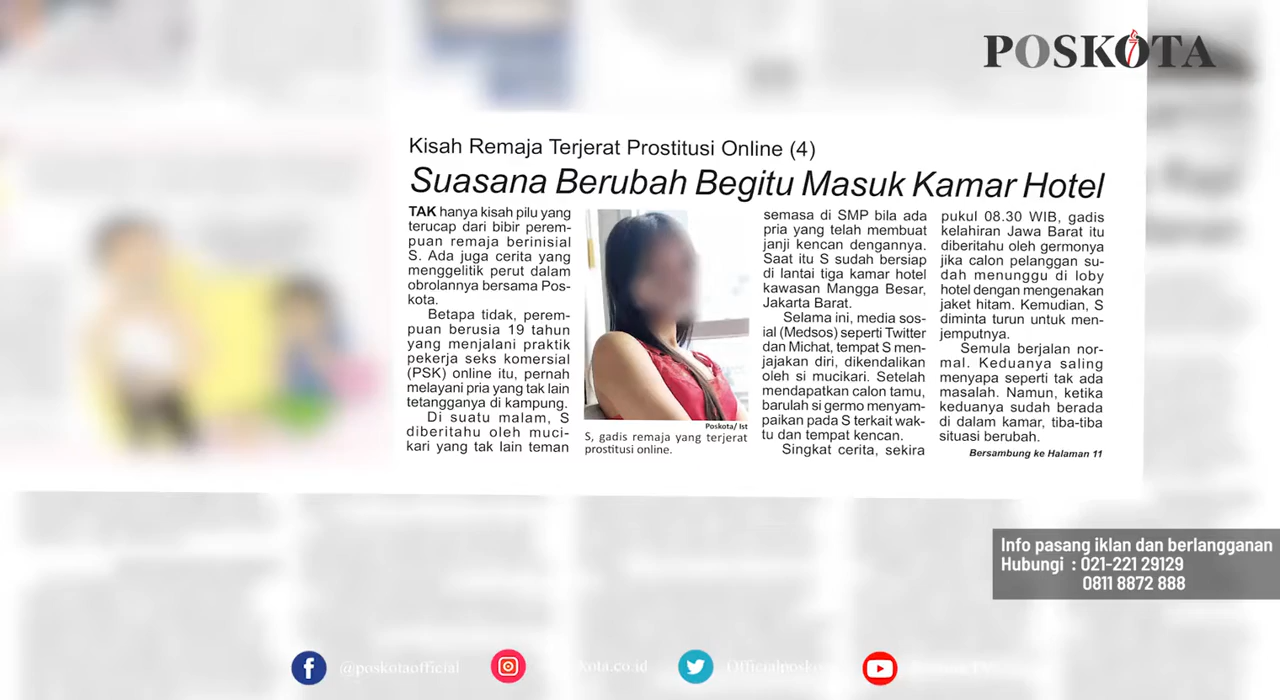 POSKOTA
Kisah Remaja Terjerat Prostitusi Online (4)
Suasana Berubah Begitu Masuk Kamar Hotel
TAK hanya kisah pilu yang
terucap dari bibir perem-
puan remaja berinisial
S. Ada juga cerita yang
menggelitik perut dalam
obrolannya bersama Pos-
kota.
Betapa tidak, perem-
puan berusia 19 tahun
yang menjalani praktik
pekerja seks komersial
(PSK) online itu, pernah
melayani pria yang tak lain
tetangganya di kampung.
Di suatu malam, S
diberitahu oleh muci-
kari yang tak lain teman
Poskota/ Ist
S, gadis remaja yang terjerat
prostitusi online.
semasa di SMP bila ada
pria yang telah membuat
janji kencan dengannya.
Saat itu S sudah bersiap
di lantai tiga kamar hotel
kawasan Mangga Besar,
Jakarta Barat.
Selama ini, media sos-
ial (Medsos) seperti Twitter
dan Michat, tempat S men-
jajakan diri, dikendalikan
oleh si mucikari. Setelah
mendapatkan calon tamu,
barulah si germo menyam-
paikan pada S terkait wak-
tu dan tempat kencan.
Singkat cerita, sekira
pukul 08.30 WIB, gadis
kelahiran Jawa Barat itu
diberitahu oleh germonya
jika calon pelanggan su-
dah menunggu di loby
hotel dengan mengenakan
jaket hitam. Kemudian, S
diminta turun untuk men-
jemputnya.
Semula berjalan nor-
mal. Keduanya saling
menyapa seperti tak ada
masalah. Namun, ketika
keduanya sudah berada
di dalam kamar, tiba-tiba
situasi berubah.
Bersambung ke Halaman 11
Info pasang iklan dan berlangganan
Hubungi : 021-221 29129
0811 8872 888
@poskotaofficial